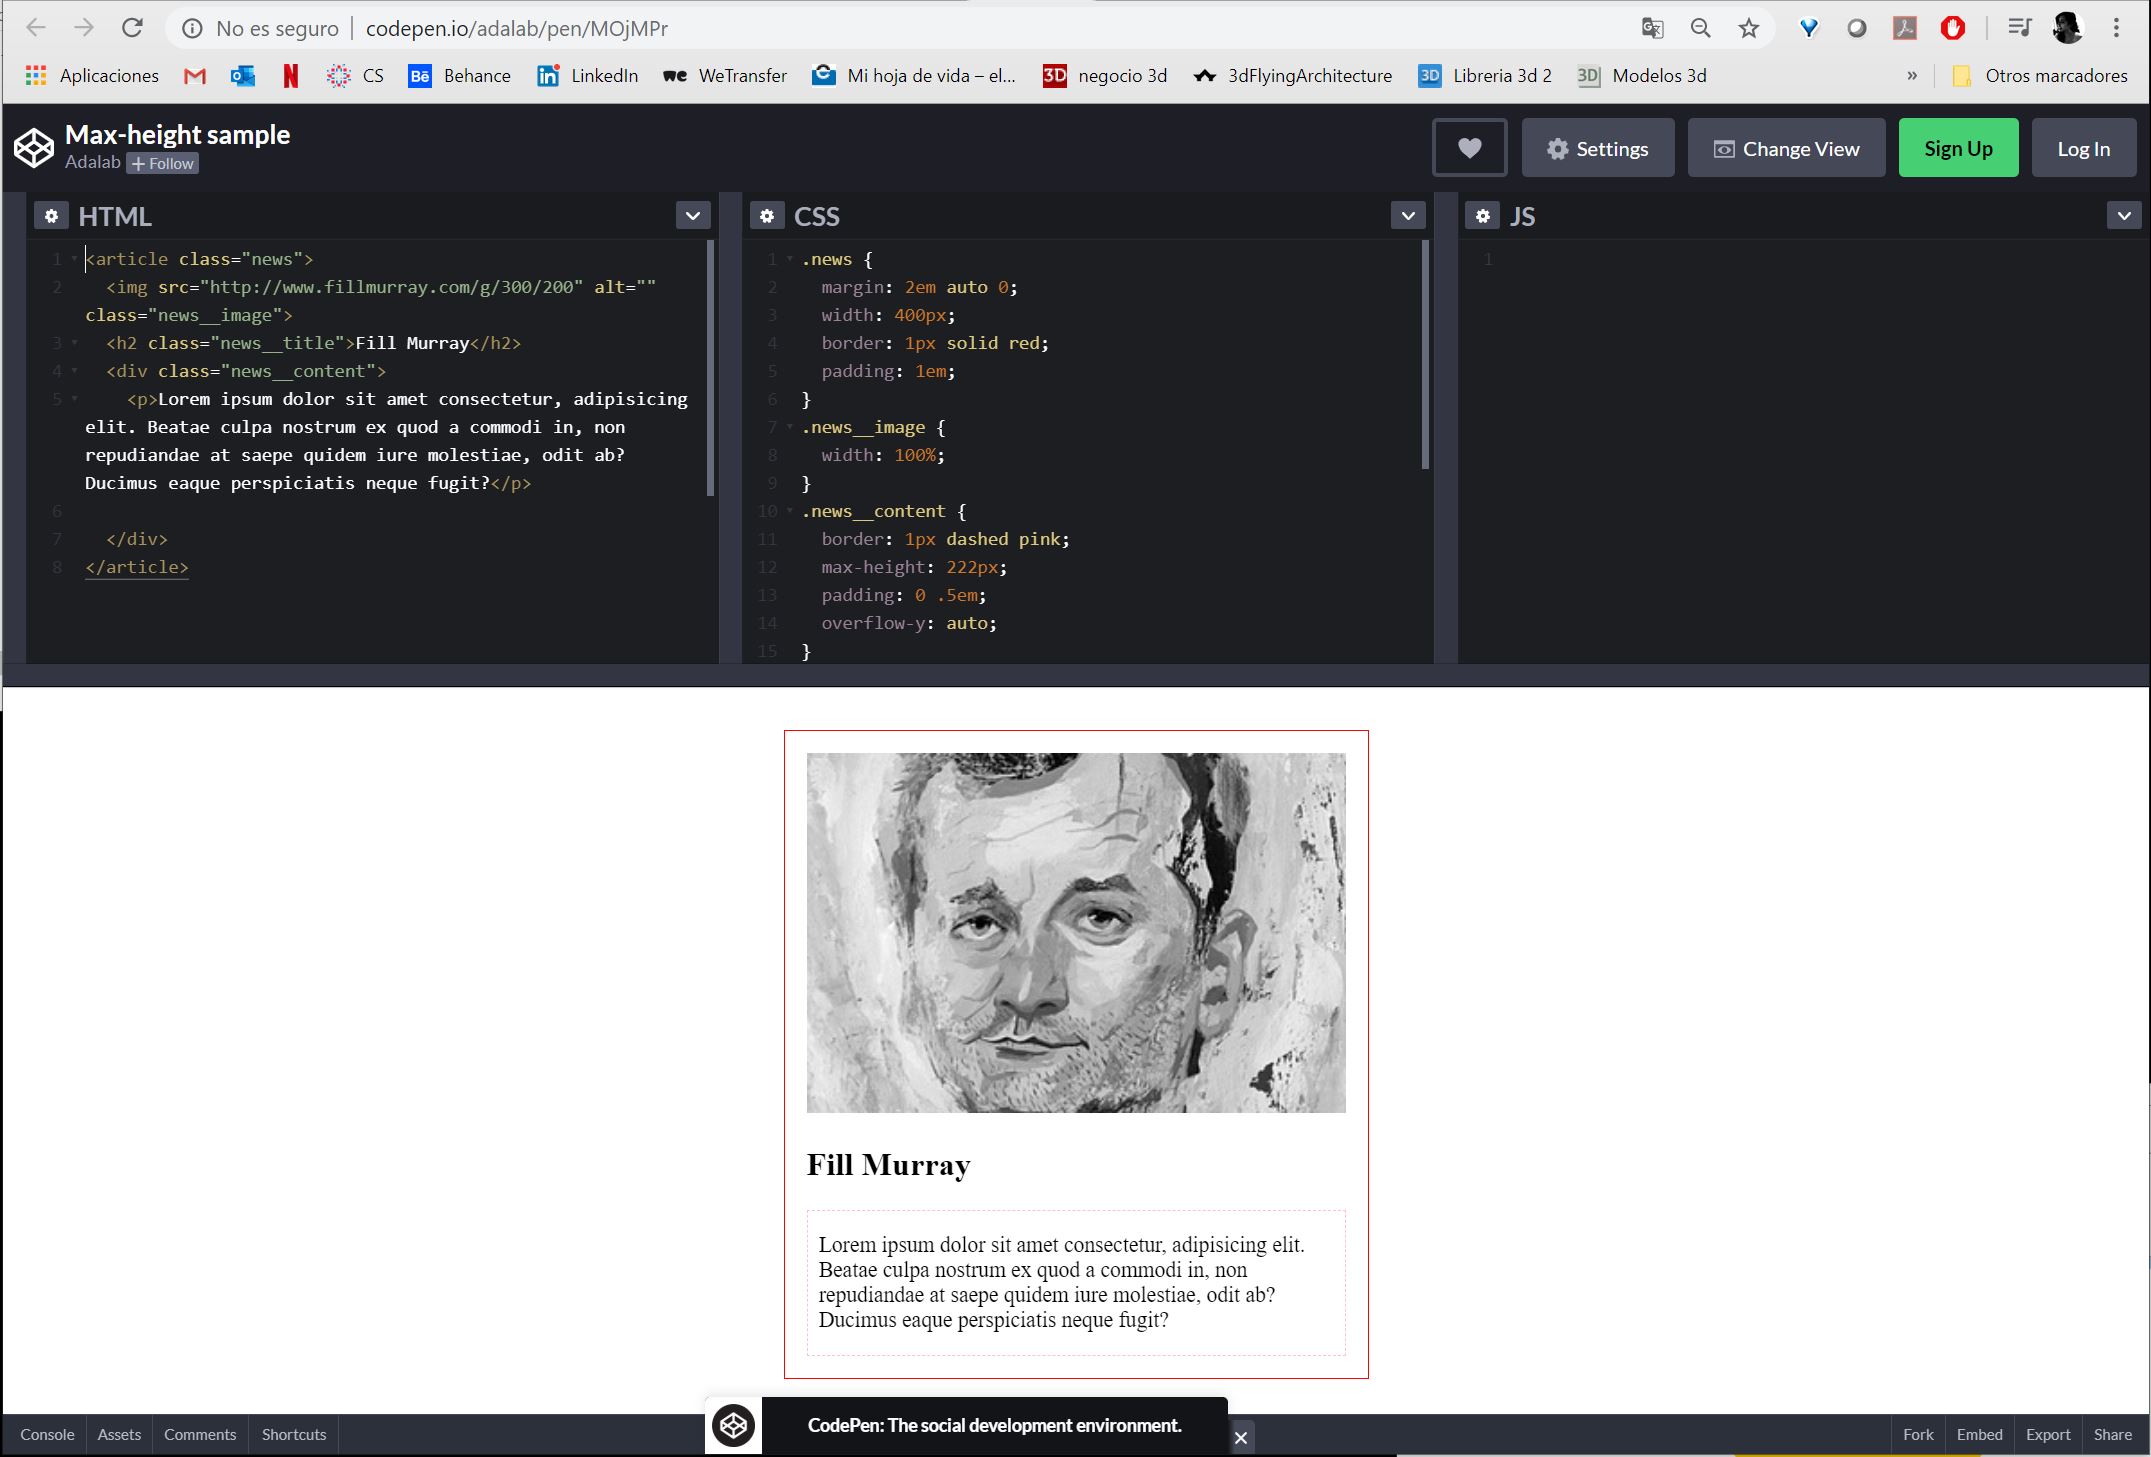 No es seguro | codepen.io/adalab/pen/MOjMPr
Aplicaciones CS Bē Behance in LinkedIn we WeTransfer Mi hoja de vida – el... 3D negocio 3d 3dFlyingArchitecture 3D Libreria 3d 2 3D Modelos 3d » Otros marcadores
Max-height sample
Adalab + Follow
Settings Change View Sign Up Log In
HTML
1 <article class="news">
2 <img src="http://www.fillmurray.com/g/300/200" alt=""
class="news__image">
3 <h2 class="news__title">Fill Murray</h2>
4 <div class="news__content">
5 <p>Lorem ipsum dolor sit amet consectetur, adipisicing
elit. Beatae culpa nostrum ex quod a commodi in, non
repudiandae at saepe quidem iure molestiae, odit ab?
Ducimus eaque perspiciatis neque fugit?</p>
6
7 </div>
8 </article>
CSS
1 .news {
2 margin: 2em auto 0;
3 width: 400px;
4 border: 1px solid red;
5 padding: 1em;
6 }
7 .news__image {
8 width: 100%;
9 }
10 .news__content {
11 border: 1px dashed pink;
12 max-height: 222px;
13 padding: 0 .5em;
14 overflow-y: auto;
15 }
JS
1
Fill Murray
Lorem ipsum dolor sit amet consectetur, adipisicing elit.
Beatae culpa nostrum ex quod a commodi in, non
repudiandae at saepe quidem iure molestiae, odit ab?
Ducimus eaque perspiciatis neque fugit?
CodePen: The social development environment.
Console Assets Comments Shortcuts Fork Embed Export Share